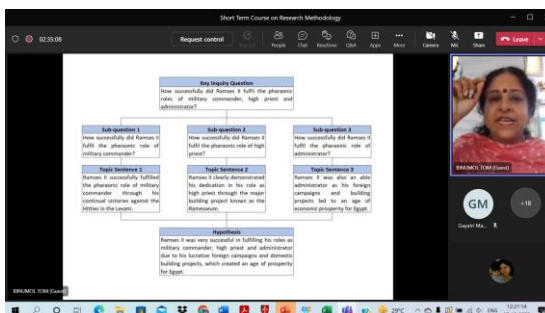 Short Term Course on Research Methodology
02:35:08
Request control
People
Chat
Reactions
Q&A
Apps
More
Camera
Mic
Share
Leave
Key Inquiry Question
How successfully did Ramses II fulfil the pharaonic
roles of military commander, high priest and
administrator?
Sub-question 1
How successfully did Ramses II
fulfil the pharaonic role of
military commander?
Sub-question 2
How successfully did Ramses II
fulfil the pharaonic role of high
priest?
Sub-question 3
How successfully did Ramses II
fulfil the pharaonic role of
administrator?
Topic Sentence 1
Ramses II successfully fulfilled
the pharaonic role of military
commander through his
continual victories against the
Hitties in the Levant.
Topic Sentence 2
Ramses II clearly demonstrated
his dedication in his role as
high priest through the major
building project known as the
Ramesseum.
Topic Sentence 3
Ramses II was also an able
administrator as his foreign
campaigns and building
projects led to an age of
economic prosperity for Egypt.
Hypothesis
Ramses II was very successful in fulfilling his roles as
military commander, high priest and administrator
due to his lucrative foreign campaigns and domestic
building projects, which created an age of prosperity
for Egypt.
BINUMOL TOM (Guest)
BINUMOL TOM (Guest)
GM
Gayatri Ma...
+18
29°C
ENG
12:21:14